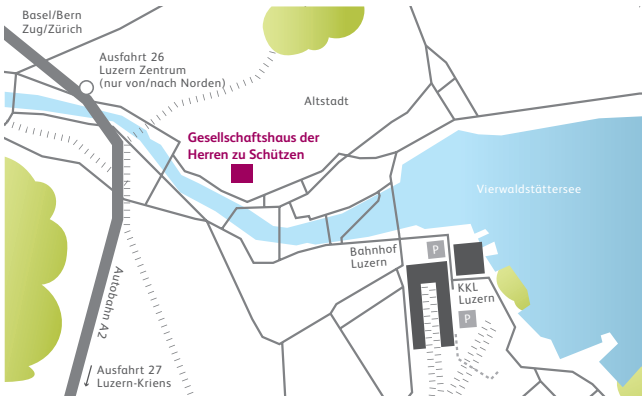 Basel/Bern
Zug/Zürich
Ausfahrt 26
Luzern Zentrum
(nur von/nach Norden)
Altstadt
Gesellschaftshaus der
Herren zu Schützen
Vierwaldstättersee
Bahnhof
Luzern
P
KKL
Luzern
P
Autobahn A2
Ausfahrt 27
Luzern-Kriens